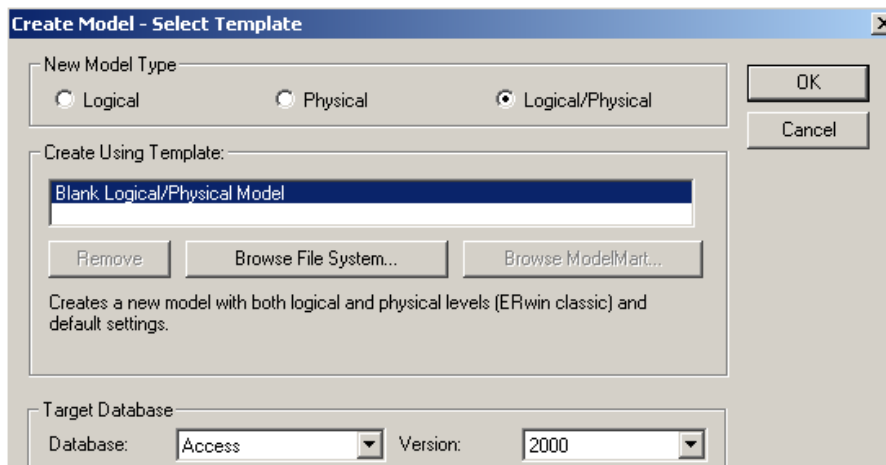 Create Model - Select Template
New Model Type
Logical
Physical
Logical/Physical
OK
Cancel
Create Using Template:
Blank Logical/Physical Model
Remove
Browse File System...
Browse ModelMart...
Creates a new model with both logical and physical levels (ERwin classic) and
default settings.
Target Database
Database: Access Version: 2000